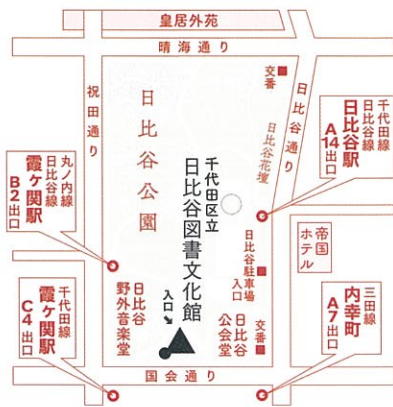 皇居外苑
晴海通り
祝田通り
日比谷公園
交番
日比谷通り
日比谷花壇
千代田線
日比谷線
日比谷駅
A14出口
丸ノ内線
日比谷線
霞ヶ関駅
B2出口
千代田区立
日比谷図書文化館
入口
帝国
ホテル
日比谷駐車場
入口
千代田線
霞ヶ関駅
C4出口
日比谷
野外音楽堂
日比谷
公会堂
交番
三田線
内幸町
A7出口
国会通り